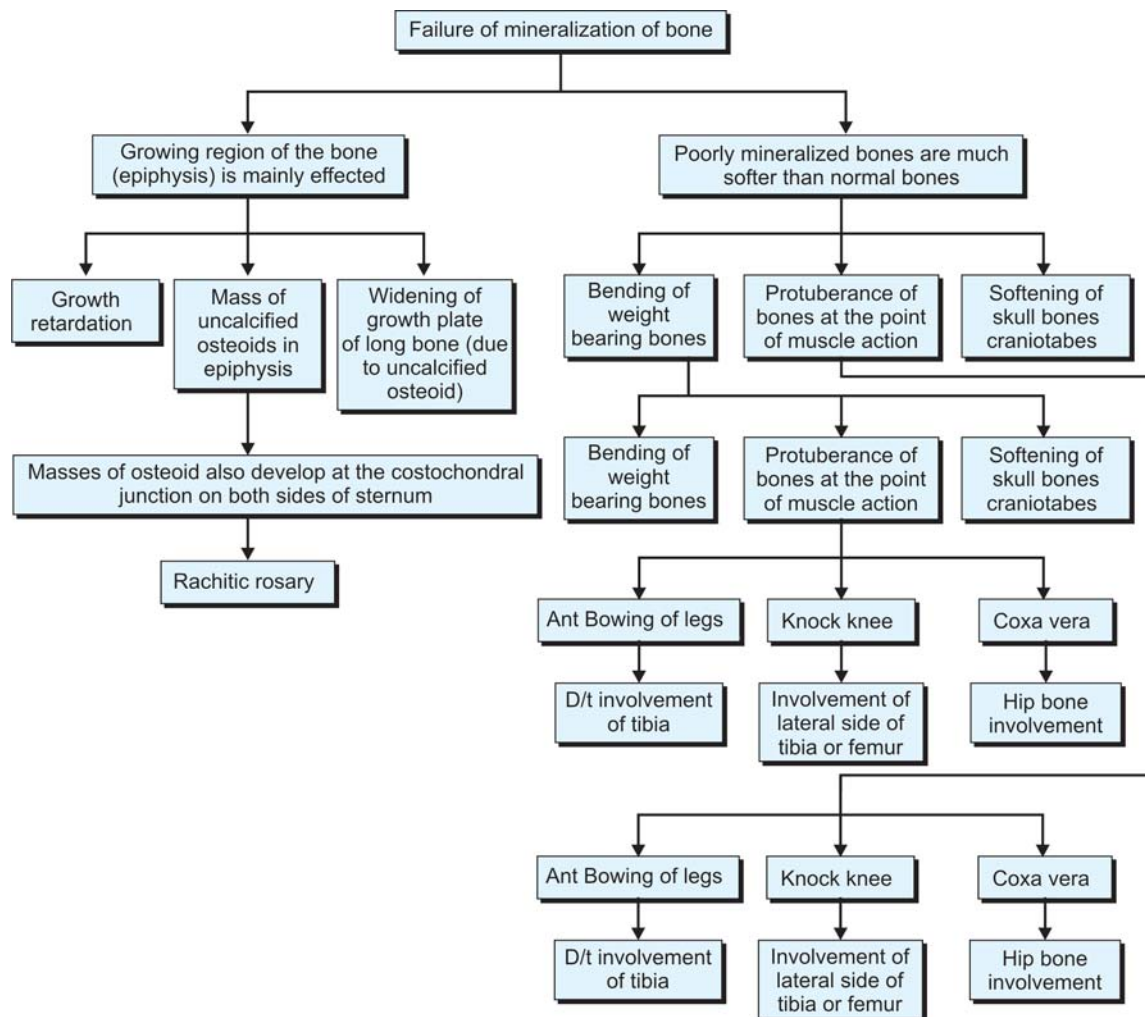 Failure of mineralization of bone
Growing region of the bone
(epiphysis) is mainly effected
Poorly mineralized bones are much
softer than normal bones
Growth
retardation
Mass of
uncalcified
osteoids in
epiphysis
Widening of
growth plate
of long bone (due
to uncalcified
osteoid)
Bending of
weight
bearing bones
Protuberance of
bones at the point
of muscle action
Softening of
skull bones
craniotabes
Masses of osteoid also develop at the costochondral
junction on both sides of sternum
Rachitic rosary
Bending of
weight
bearing bones
Protuberance of
bones at the point
of muscle action
Softening of
skull bones
craniotabes
Ant Bowing of legs
Knock knee
Coxa vera
D/t involvement
of tibia
Involvement of
lateral side of
tibia or femur
Hip bone
involvement
Ant Bowing of legs
Knock knee
Coxa vera
D/t involvement
of tibia
Involvement of
lateral side of
tibia or femur
Hip bone
involvement